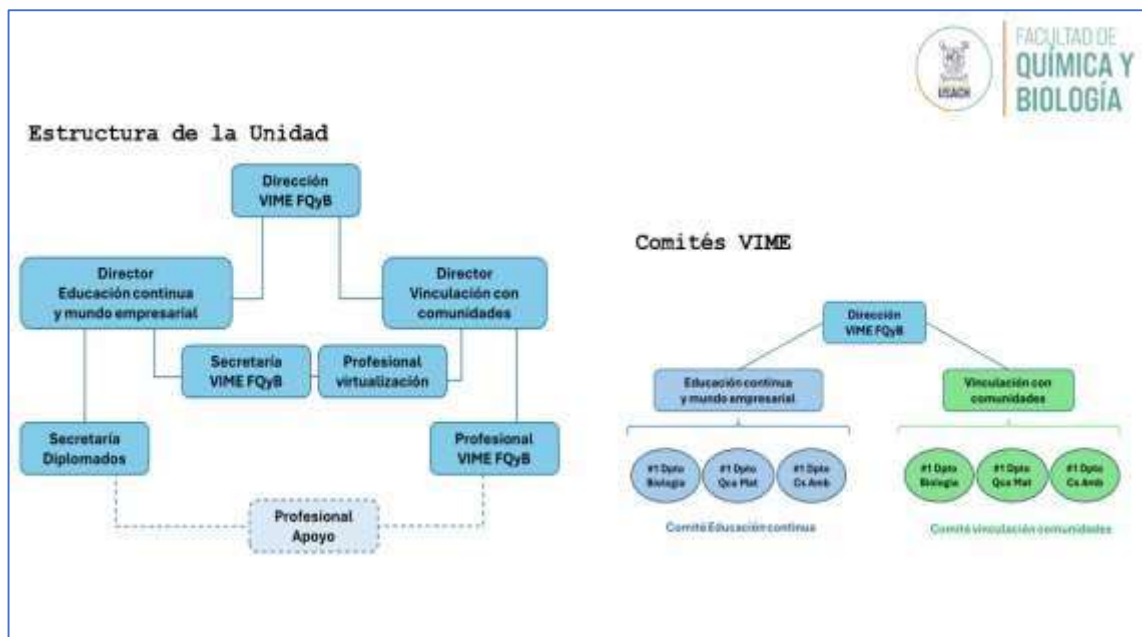 FACULTAD DE
QUÍMICA Y
BIOLOGÍA
USACH
Estructura de la Unidad
Dirección
VIME FQyB
Director
Educación continua
y mundo empresarial
Director
Vinculación con
comunidades
Secretaría
VIME FQyB
Profesional
virtualización
Secretaría
Diplomados
Profesional
VIME FQyB
Profesional
Apoyo
Comités VIME
Dirección
VIME FQyB
Educación continua
y mundo empresarial
Vinculación con
comunidades
#1 Dpto
Biología
#1 Dpto
Qca Mat
#1 Dpto
Cs Amb
#1 Dpto
Biología
#1 Dpto
Qca Mat
#1 Dpto
Cs Amb
Comité Educación continua
Comité vinculación comunidades